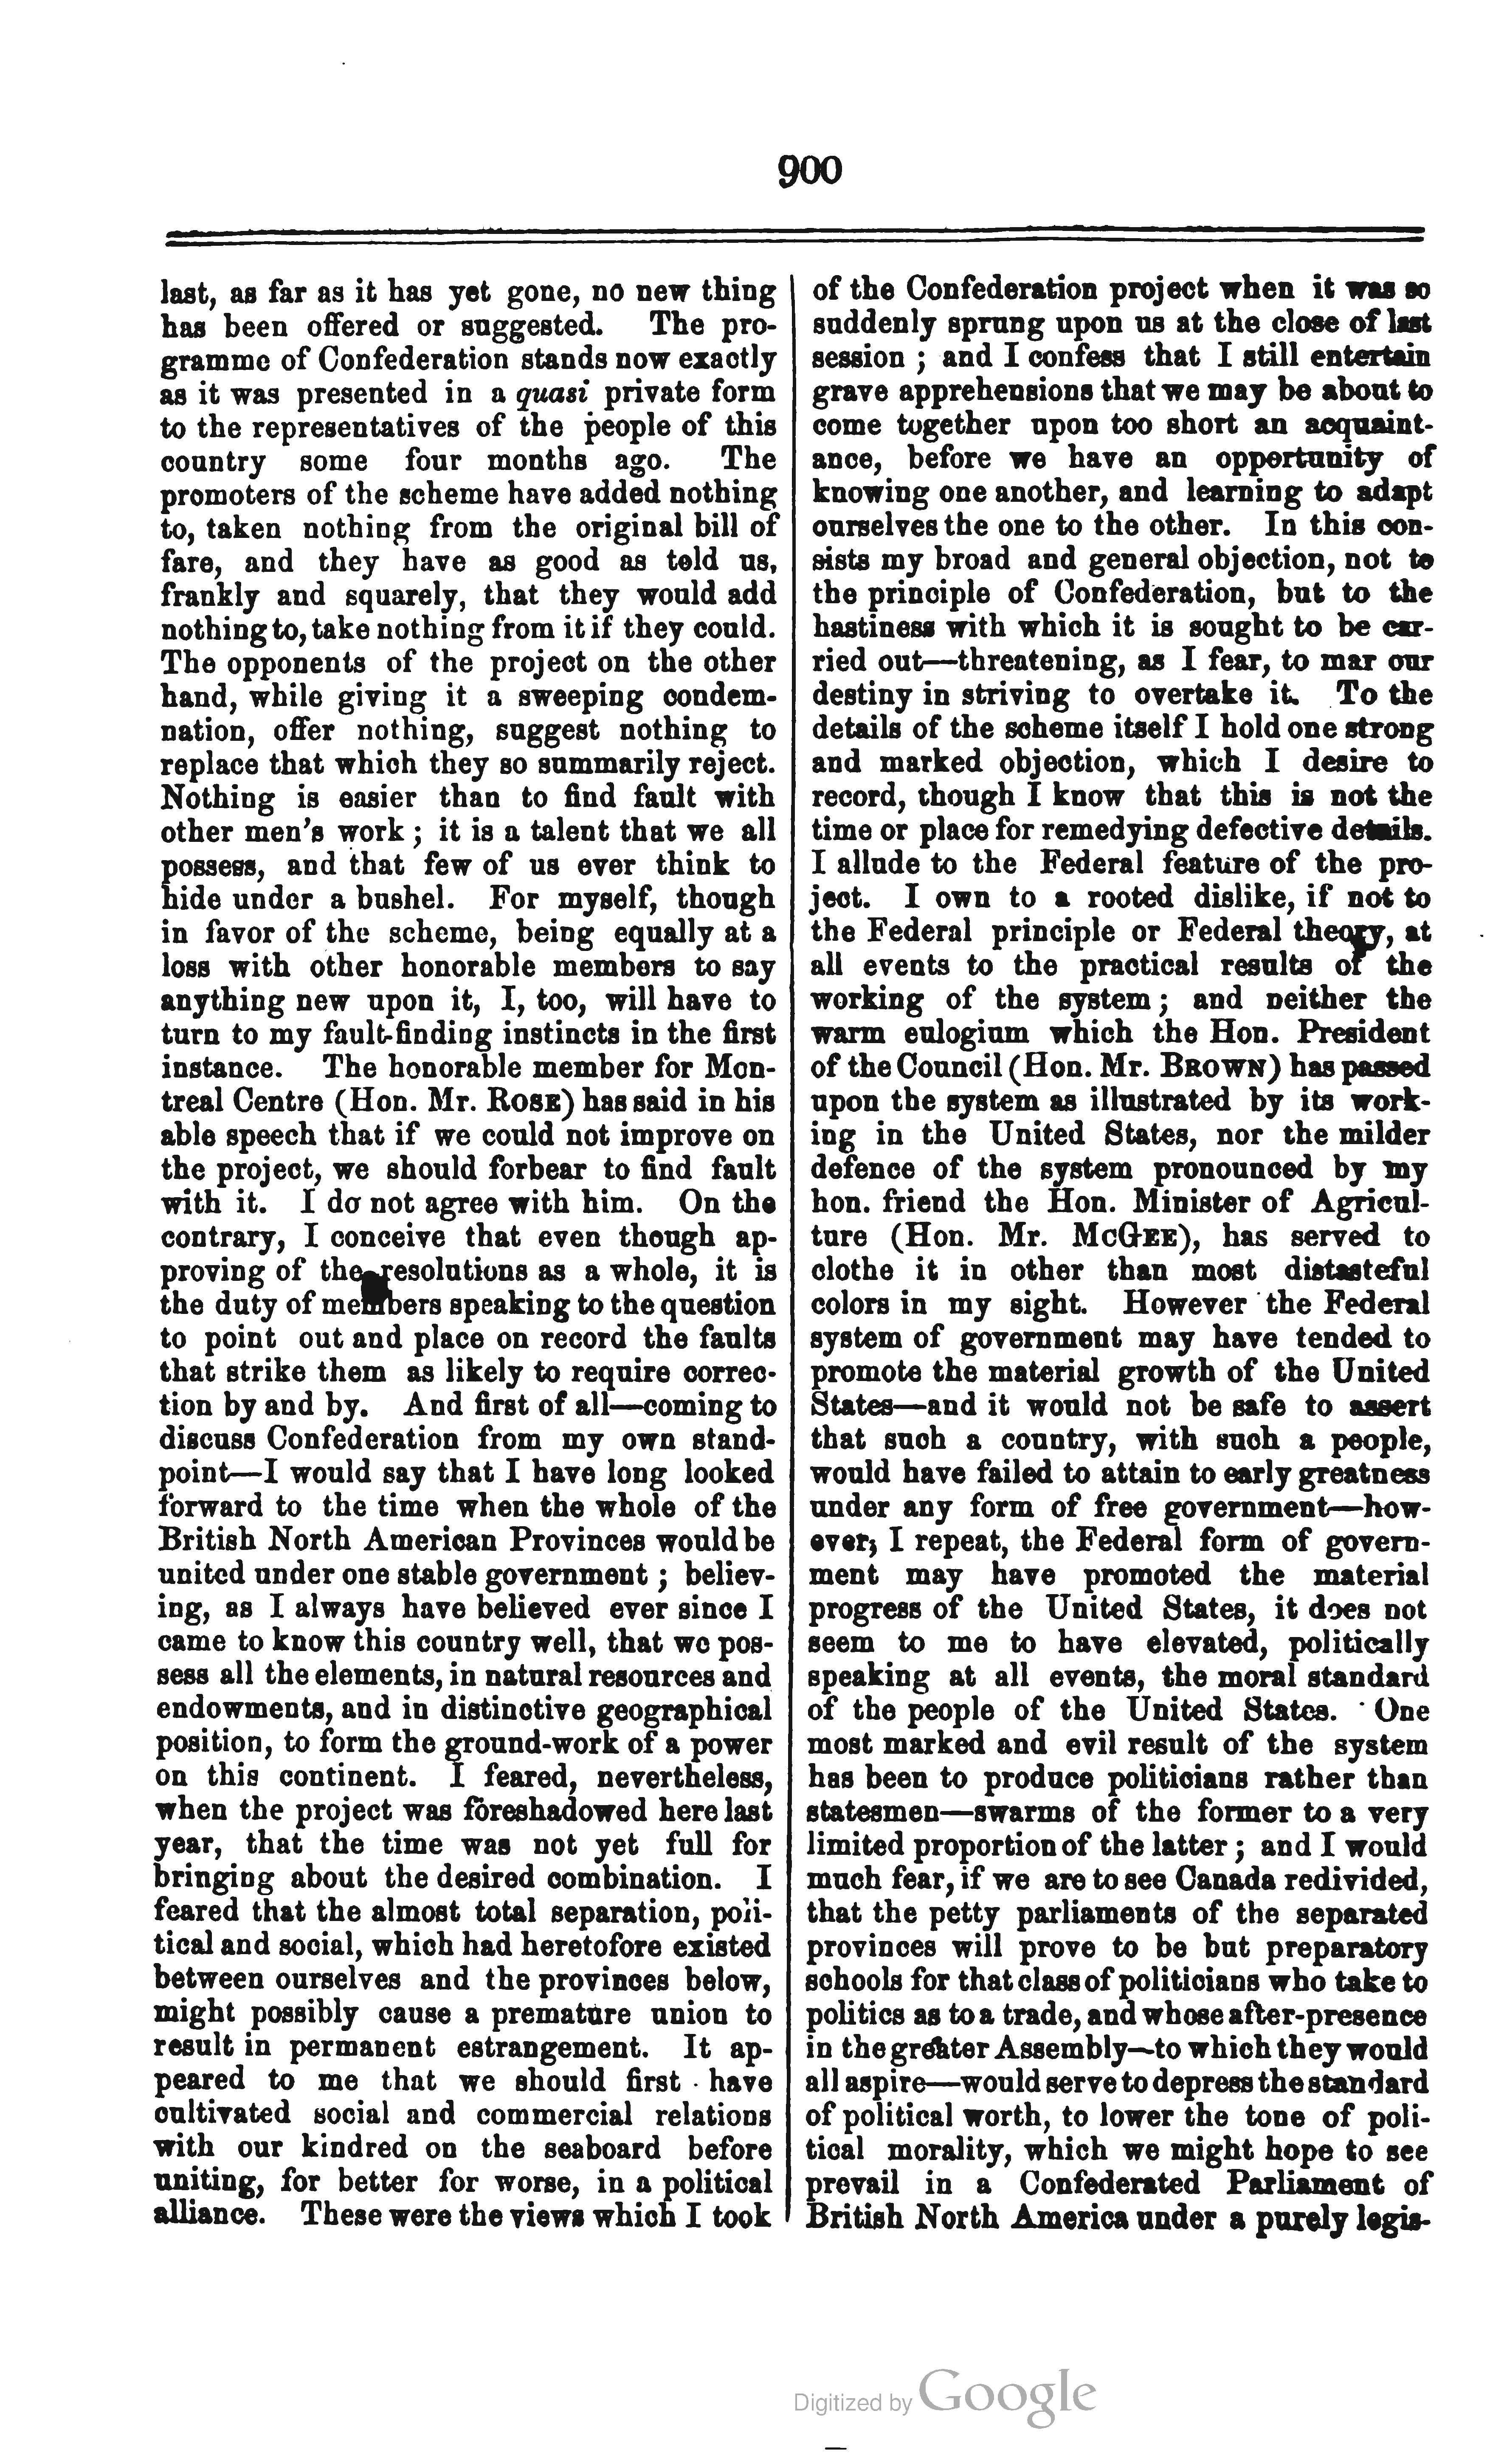 900
last, as far as it has yet gone, no new thing
has been offered or suggested. The pro-
gramme of Confederation stands now exactly
as it was presented in a quasi private form
to the representatives of the people of this
country some four months ago. The
promoters of the scheme have added nothing
to, taken nothing from the original bill of
fare, and they have as good as told us,
frankly and squarely, that they would add
nothing to, take nothing from it if they could.
The opponents of the project on the other
hand, while giving it a sweeping condem-
nation, offer nothing, suggest nothing to
replace that which they so summarily reject.
Nothing is easier than to find fault with
other men's work; it is a talent that we all
possess, and that few of us ever think to
hide under a bushel. For myself, though
in favor of the scheme, being equally at a
loss with other honorable members to say
anything new upon it, I, too, will have to
turn to my fault-finding instincts in the first
instance. The honorable member for Mon-
treal Centre (Hon. Mr. ROSE) has said in his
able speech that if we could not improve on
the project, we should forbear to find fault
with it. I do not agree with him. On the
contrary, I conceive that even though ap-
proving of the resolutions as a whole, it is
the duty of members speaking to the question
to point out and place on record the faults
that strike them as likely to require correc-
tion by and by. And first of all—coming to
discuss Confederation from my own stand-
point—I would say that I have long looked
forward to the time when the whole of the
British North American Provinces would be
united under one stable government; believ-
ing, as I always have believed ever since I
came to know this country well, that we pos-
sess all the elements, in natural resources and
endowments, and in distinctive geographical
position, to form the ground-work of a power
on this continent. I feared, nevertheless,
when the project was foreshadowed here last
year, that the time was not yet full for
bringing about the desired combination. I
feared that the almost total separation, poli-
tical and social, which had heretofore existed
between ourselves and the provinces below,
might possibly cause a premature union to
result in permanent estrangement. It ap-
peared to me that we should first have
cultivated social and commercial relations
with our kindred on the seaboard before
uniting, for better for worse, in a political
alliance. These were the views which I took
of the Confederation project when it was so
suddenly sprung upon us at the close of last
session; and I confess that I still entertain
grave apprehensions that we may be about to
come together upon too short an acquaint-
ance, before we have an opportunity of
knowing one another, and learning to adapt
ourselves the one to the other. In this con-
sists my broad and general objection, not to
the principle of Confederation, but to the
hastiness with which it is sought to be car-
ried out—threatening, as I fear, to mar our
destiny in striving to overtake it. To the
details of the scheme itself I hold one strong
and marked objection, which I desire to
record, though I know that this is not the
time or place for remedying defective details.
I allude to the Federal feature of the pro-
ject. I own to a rooted dislike, if not to
the Federal principle or Federal theory, at
all events to the practical results of the
working of the system; and neither the
warm eulogium which the Hon. President
of the Council (Hon. Mr. BROWN) has passed
upon the system as illustrated by its work-
ing in the United States, nor the milder
defence of the system pronounced by my
hon. friend the Hon. Minister of Agricul-
ture (Hon. Mr. MCGEE), has served to
clothe it in other than most distasteful
colors in my sight. However the Federal
system of government may have tended to
promote the material growth of the United
States—and it would not be safe to assert
that such a country, with such a people,
would have failed to attain to early greatness
under any form of free government—how-
ever, I repeat, the Federal form of govern-
ment may have promoted the material
progress of the United States, it does not
seem to me to have elevated, politically
speaking at all events, the moral standard
of the people of the United States. One
most marked and evil result of the system
has been to produce politicians rather than
statesmen—swarms of the former to a very
limited proportion of the latter; and I would
much fear, if we are to see Canada redivided,
that the petty parliaments of the separated
provinces will prove to be but preparatory
schools for that class of politicians who take to
politics as to a trade, and whose after-presence
in the greater Assembly—to which they would
all aspire—would serve to depress the standard
of political worth, to lower the tone of poli-
tical morality, which we might hope to see
prevail in a Confederated Parliament of
British North America under a purely legis-
Digitized by Google